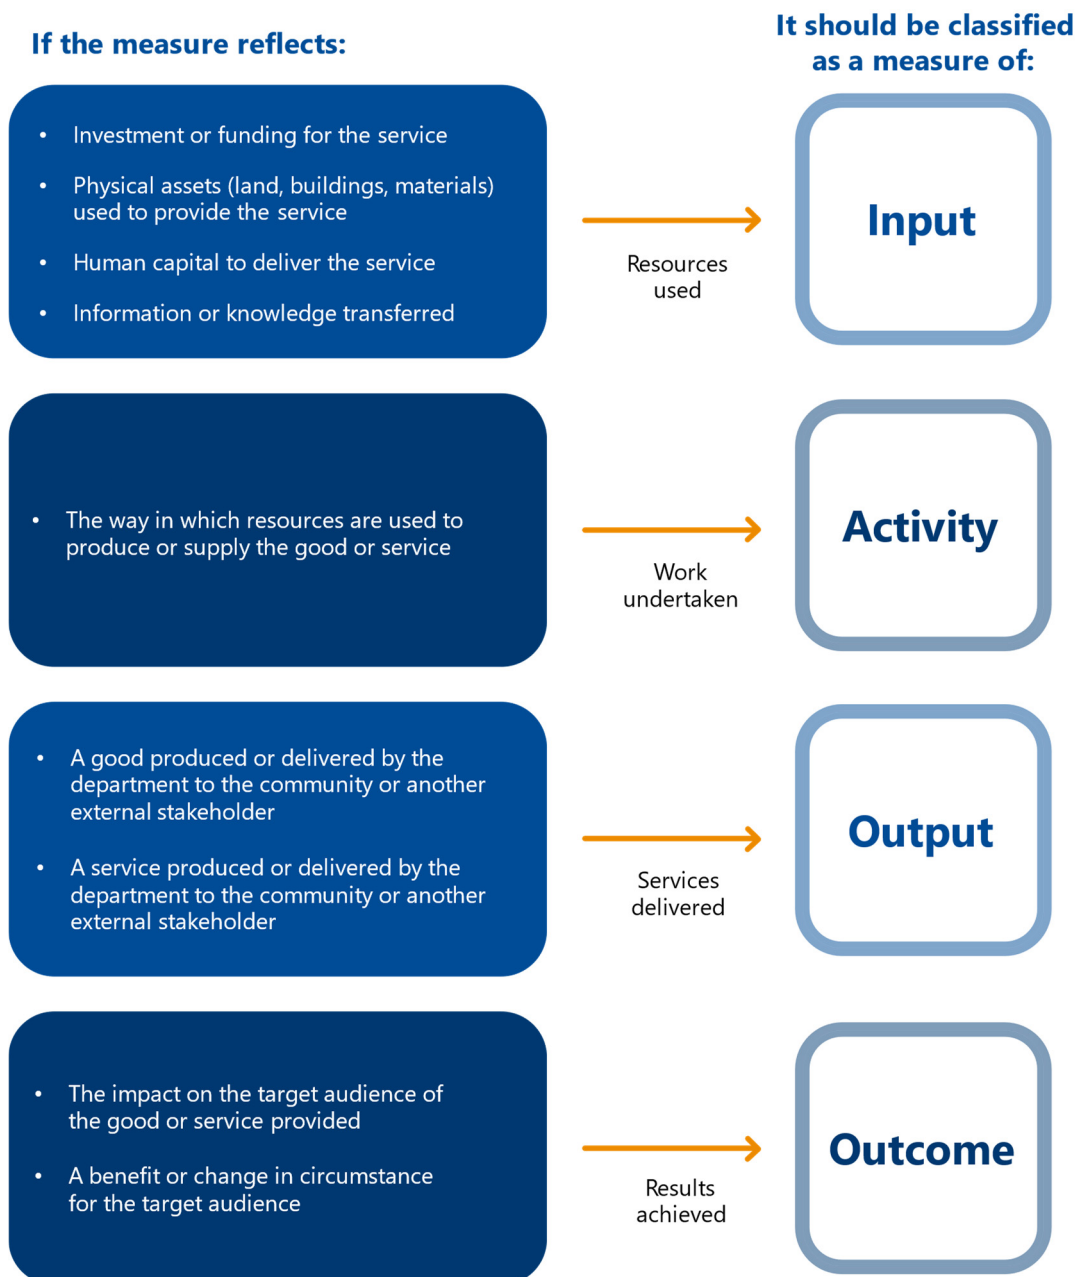 If the measure reflects:
It should be classified
as a measure of:
• Investment or funding for the service
• Physical assets (land, buildings, materials)
used to provide the service
• Human capital to deliver the service
• Information or knowledge transferred
Resources
used
Input
• The way in which resources are used to
produce or supply the good or service
Work
undertaken
Activity
• A good produced or delivered by the
department to the community or another
external stakeholder
• A service produced or delivered by the
department to the community or another
external stakeholder
Services
delivered
Output
• The impact on the target audience of
the good or service provided
• A benefit or change in circumstance
for the target audience
Results
achieved
Outcome